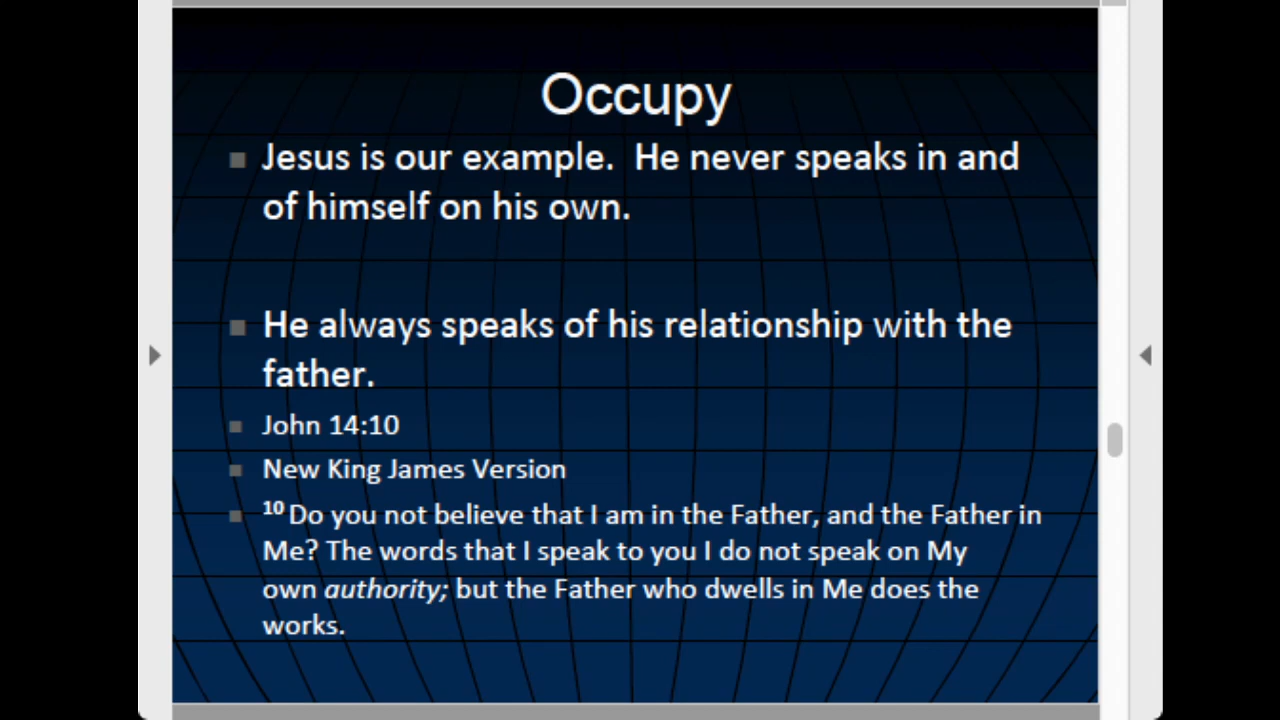 Occupy
Jesus is our example.  He never speaks in and
of himself on his own.
He always speaks of his relationship with the
father.
John 14:10
New King James Version
10 Do you not believe that I am in the Father, and the Father in
Me? The words that I speak to you I do not speak on My
own authority; but the Father who dwells in Me does the
works.